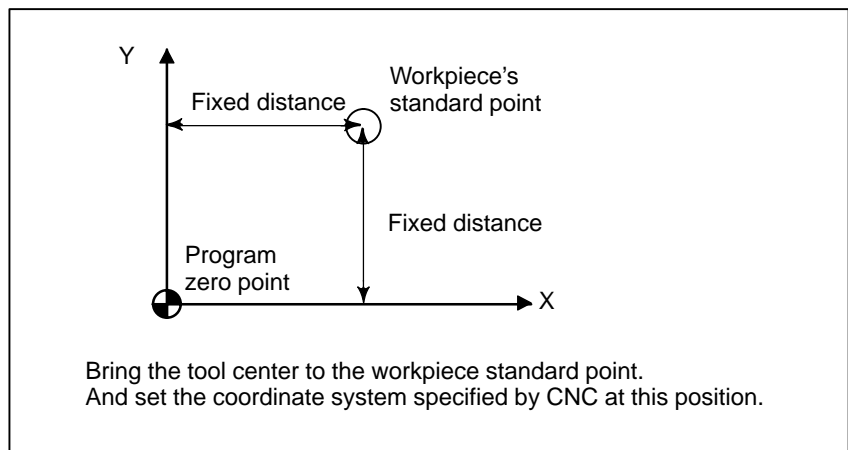 Y
Workpiece's
standard point
Fixed distance
Fixed distance
Program
zero point
X
Bring the tool center to the workpiece standard point.
And set the coordinate system specified by CNC at this position.